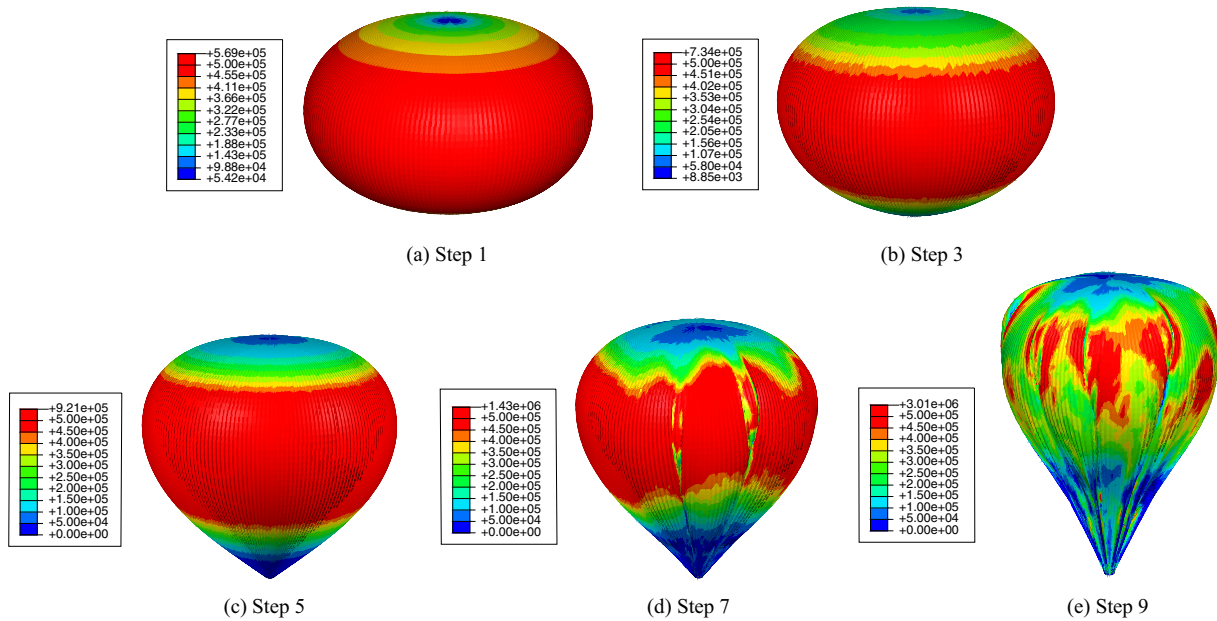 +5.69e+05
+5.00e+05
+4.55e+05
+4.11e+05
+3.66e+05
+3.22e+05
+2.77e+05
+2.33e+05
+1.88e+05
+1.43e+05
+9.88e+04
+5.42e+04
(a) Step 1
+7.34e+05
+5.00e+05
+4.51e+05
+4.02e+05
+3.53e+05
+3.04e+05
+2.54e+05
+2.05e+05
+1.56e+05
+1.07e+05
+5.80e+04
+8.85e+03
(b) Step 3
+9.21e+05
+5.00e+05
+4.50e+05
+4.00e+05
+3.50e+05
+3.00e+05
+2.50e+05
+2.00e+05
+1.50e+05
+1.00e+05
+5.00e+04
+0.00e+00
(c) Step 5
+1.43e+06
+5.00e+05
+4.50e+05
+4.00e+05
+3.50e+05
+3.00e+05
+2.50e+05
+2.00e+05
+1.50e+05
+1.00e+05
+5.00e+04
+0.00e+00
(d) Step 7
+3.01e+06
+5.00e+05
+4.50e+05
+4.00e+05
+3.50e+05
+3.00e+05
+2.50e+05
+2.00e+05
+1.50e+05
+1.00e+05
+5.00e+04
+0.00e+00
(e) Step 9